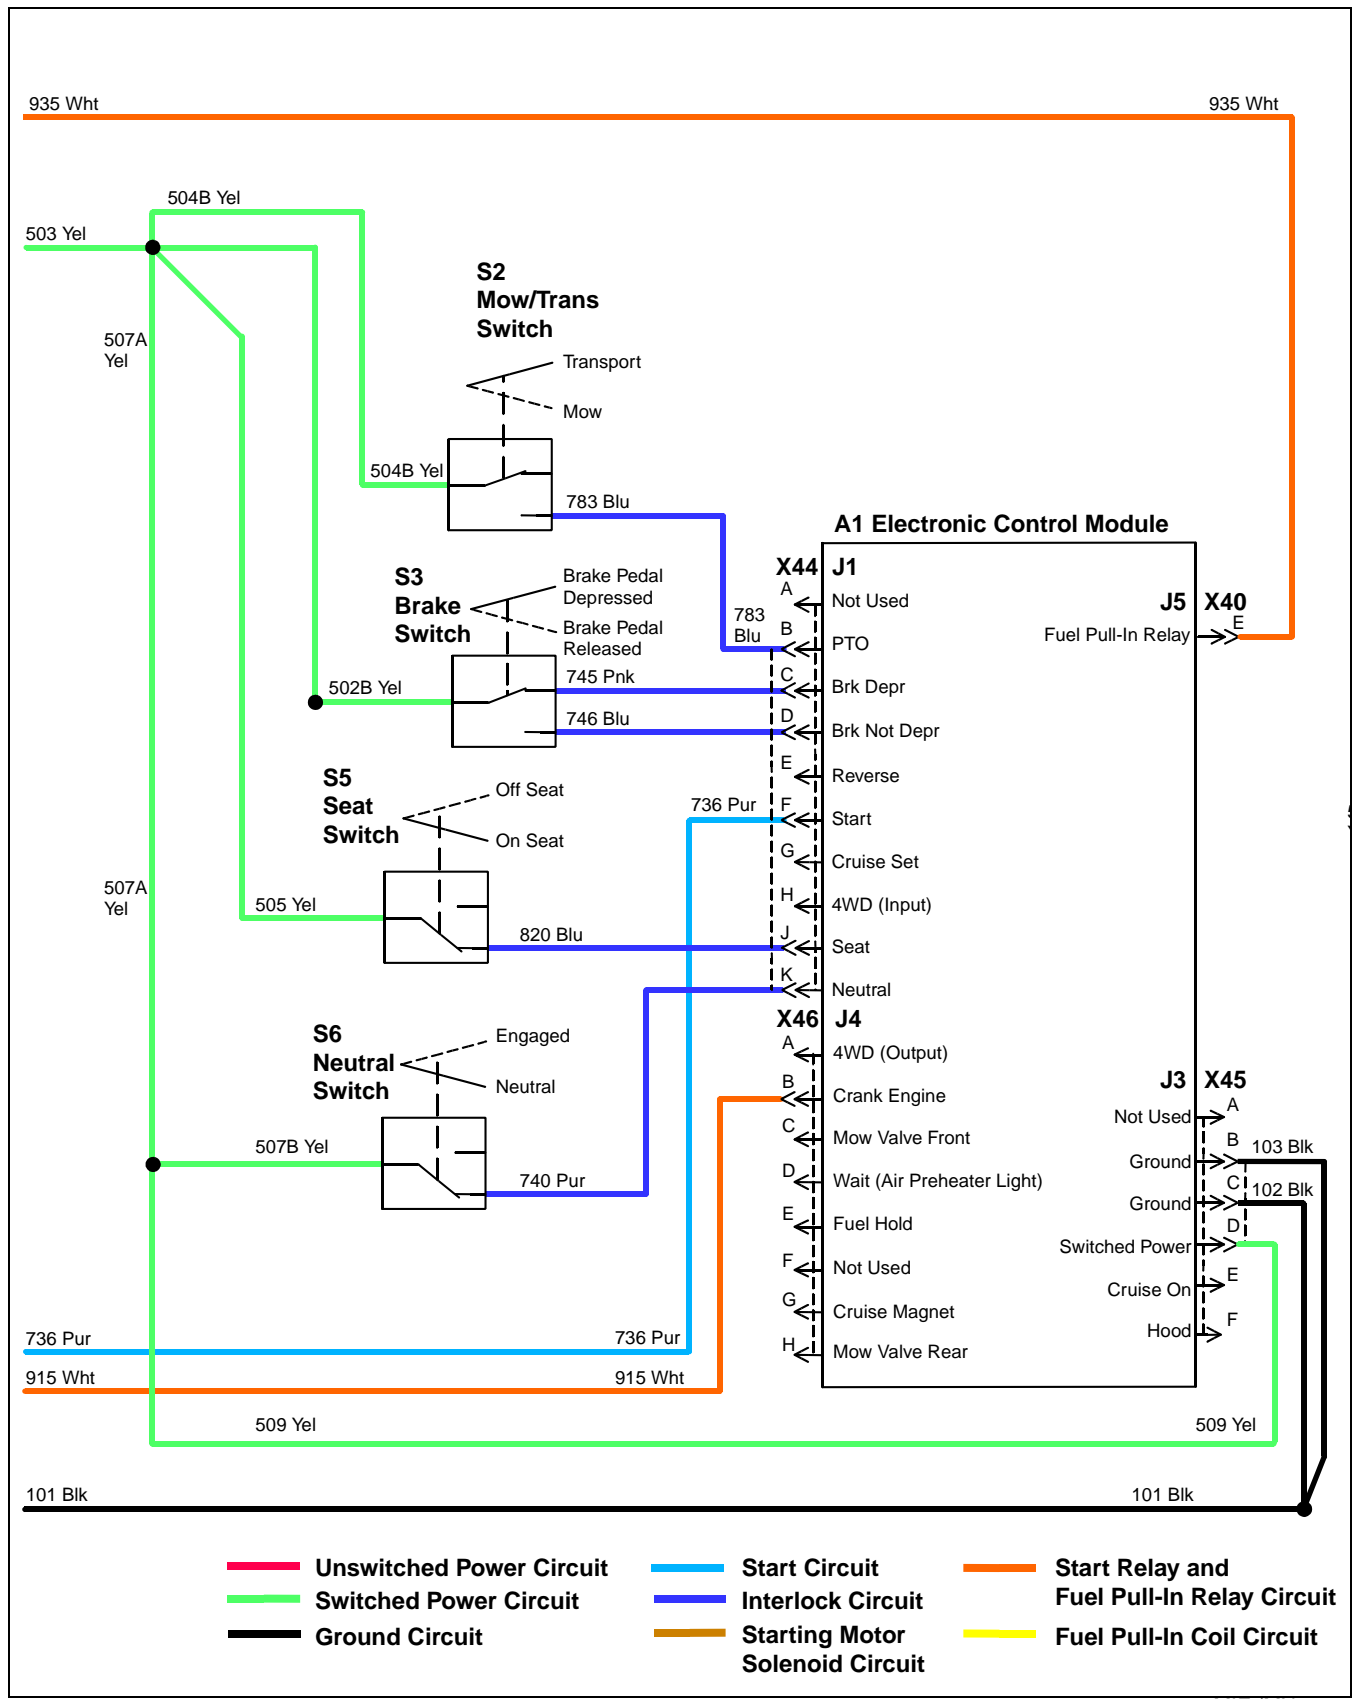 935 Wht
935 Wht
504B Yel
503 Yel
S2
Mow/Trans
Switch
507A
Yel
Transport
Mow
504B Yel
783 Blu
A1 Electronic Control Module
S3
Brake
Switch
Brake Pedal
Depressed
Brake Pedal
Released
X44 J1
A
Not Used
783
Blu
B
PTO
J5 X40
E
Fuel Pull-In Relay
502B Yel
745 Pnk
C
Brk Depr
746 Blu
D
Brk Not Depr
E
Reverse
S5
Seat
Switch
Off Seat
On Seat
736 Pur
F
Start
G
Cruise Set
507A
Yel
505 Yel
H
4WD (Input)
820 Blu
J
Seat
K
Neutral
X46 J4
S6
Neutral
Switch
Engaged
Neutral
A
4WD (Output)
B
Crank Engine
J3 X45
A
Not Used
C
Mow Valve Front
507B Yel
B
Ground
103 Blk
740 Pur
D
Wait (Air Preheater Light)
C
Ground
102 Blk
E
Fuel Hold
D
Switched Power
F
Not Used
E
Cruise On
G
Cruise Magnet
F
Hood
736 Pur
736 Pur
H
Mow Valve Rear
915 Wht
915 Wht
509 Yel
509 Yel
101 Blk
101 Blk
Unswitched Power Circuit
Switched Power Circuit
Ground Circuit
Start Circuit
Interlock Circuit
Starting Motor
Solenoid Circuit
Start Relay and
Fuel Pull-In Relay Circuit
Fuel Pull-In Coil Circuit